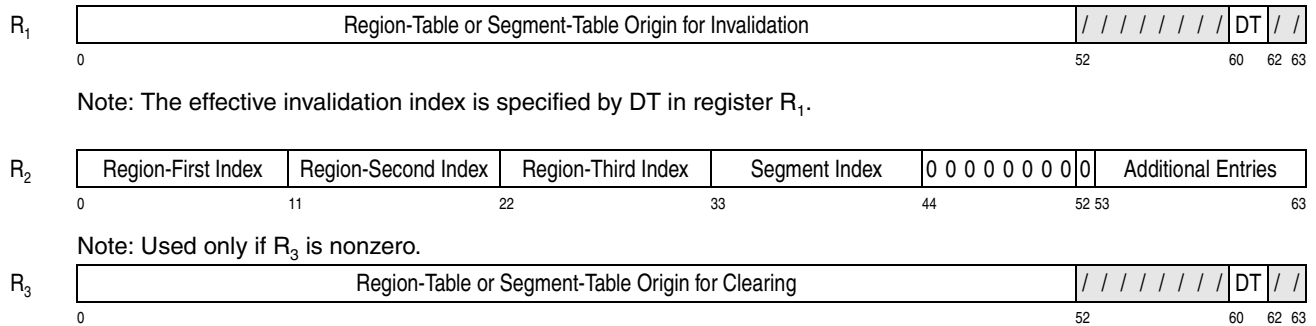 R1 Region-Table or Segment-Table Origin for Invalidation / / / / / / / / DT / /
0 52 60 62 63
Note: The effective invalidation index is specified by DT in register R1.
R2 Region-First Index Region-Second Index Region-Third Index Segment Index 0 0 0 0 0 0 0 0 0 Additional Entries
0 11 22 33 44 52 53 63
Note: Used only if R3 is nonzero.
R3 Region-Table or Segment-Table Origin for Clearing / / / / / / / / DT / /
0 52 60 62 63